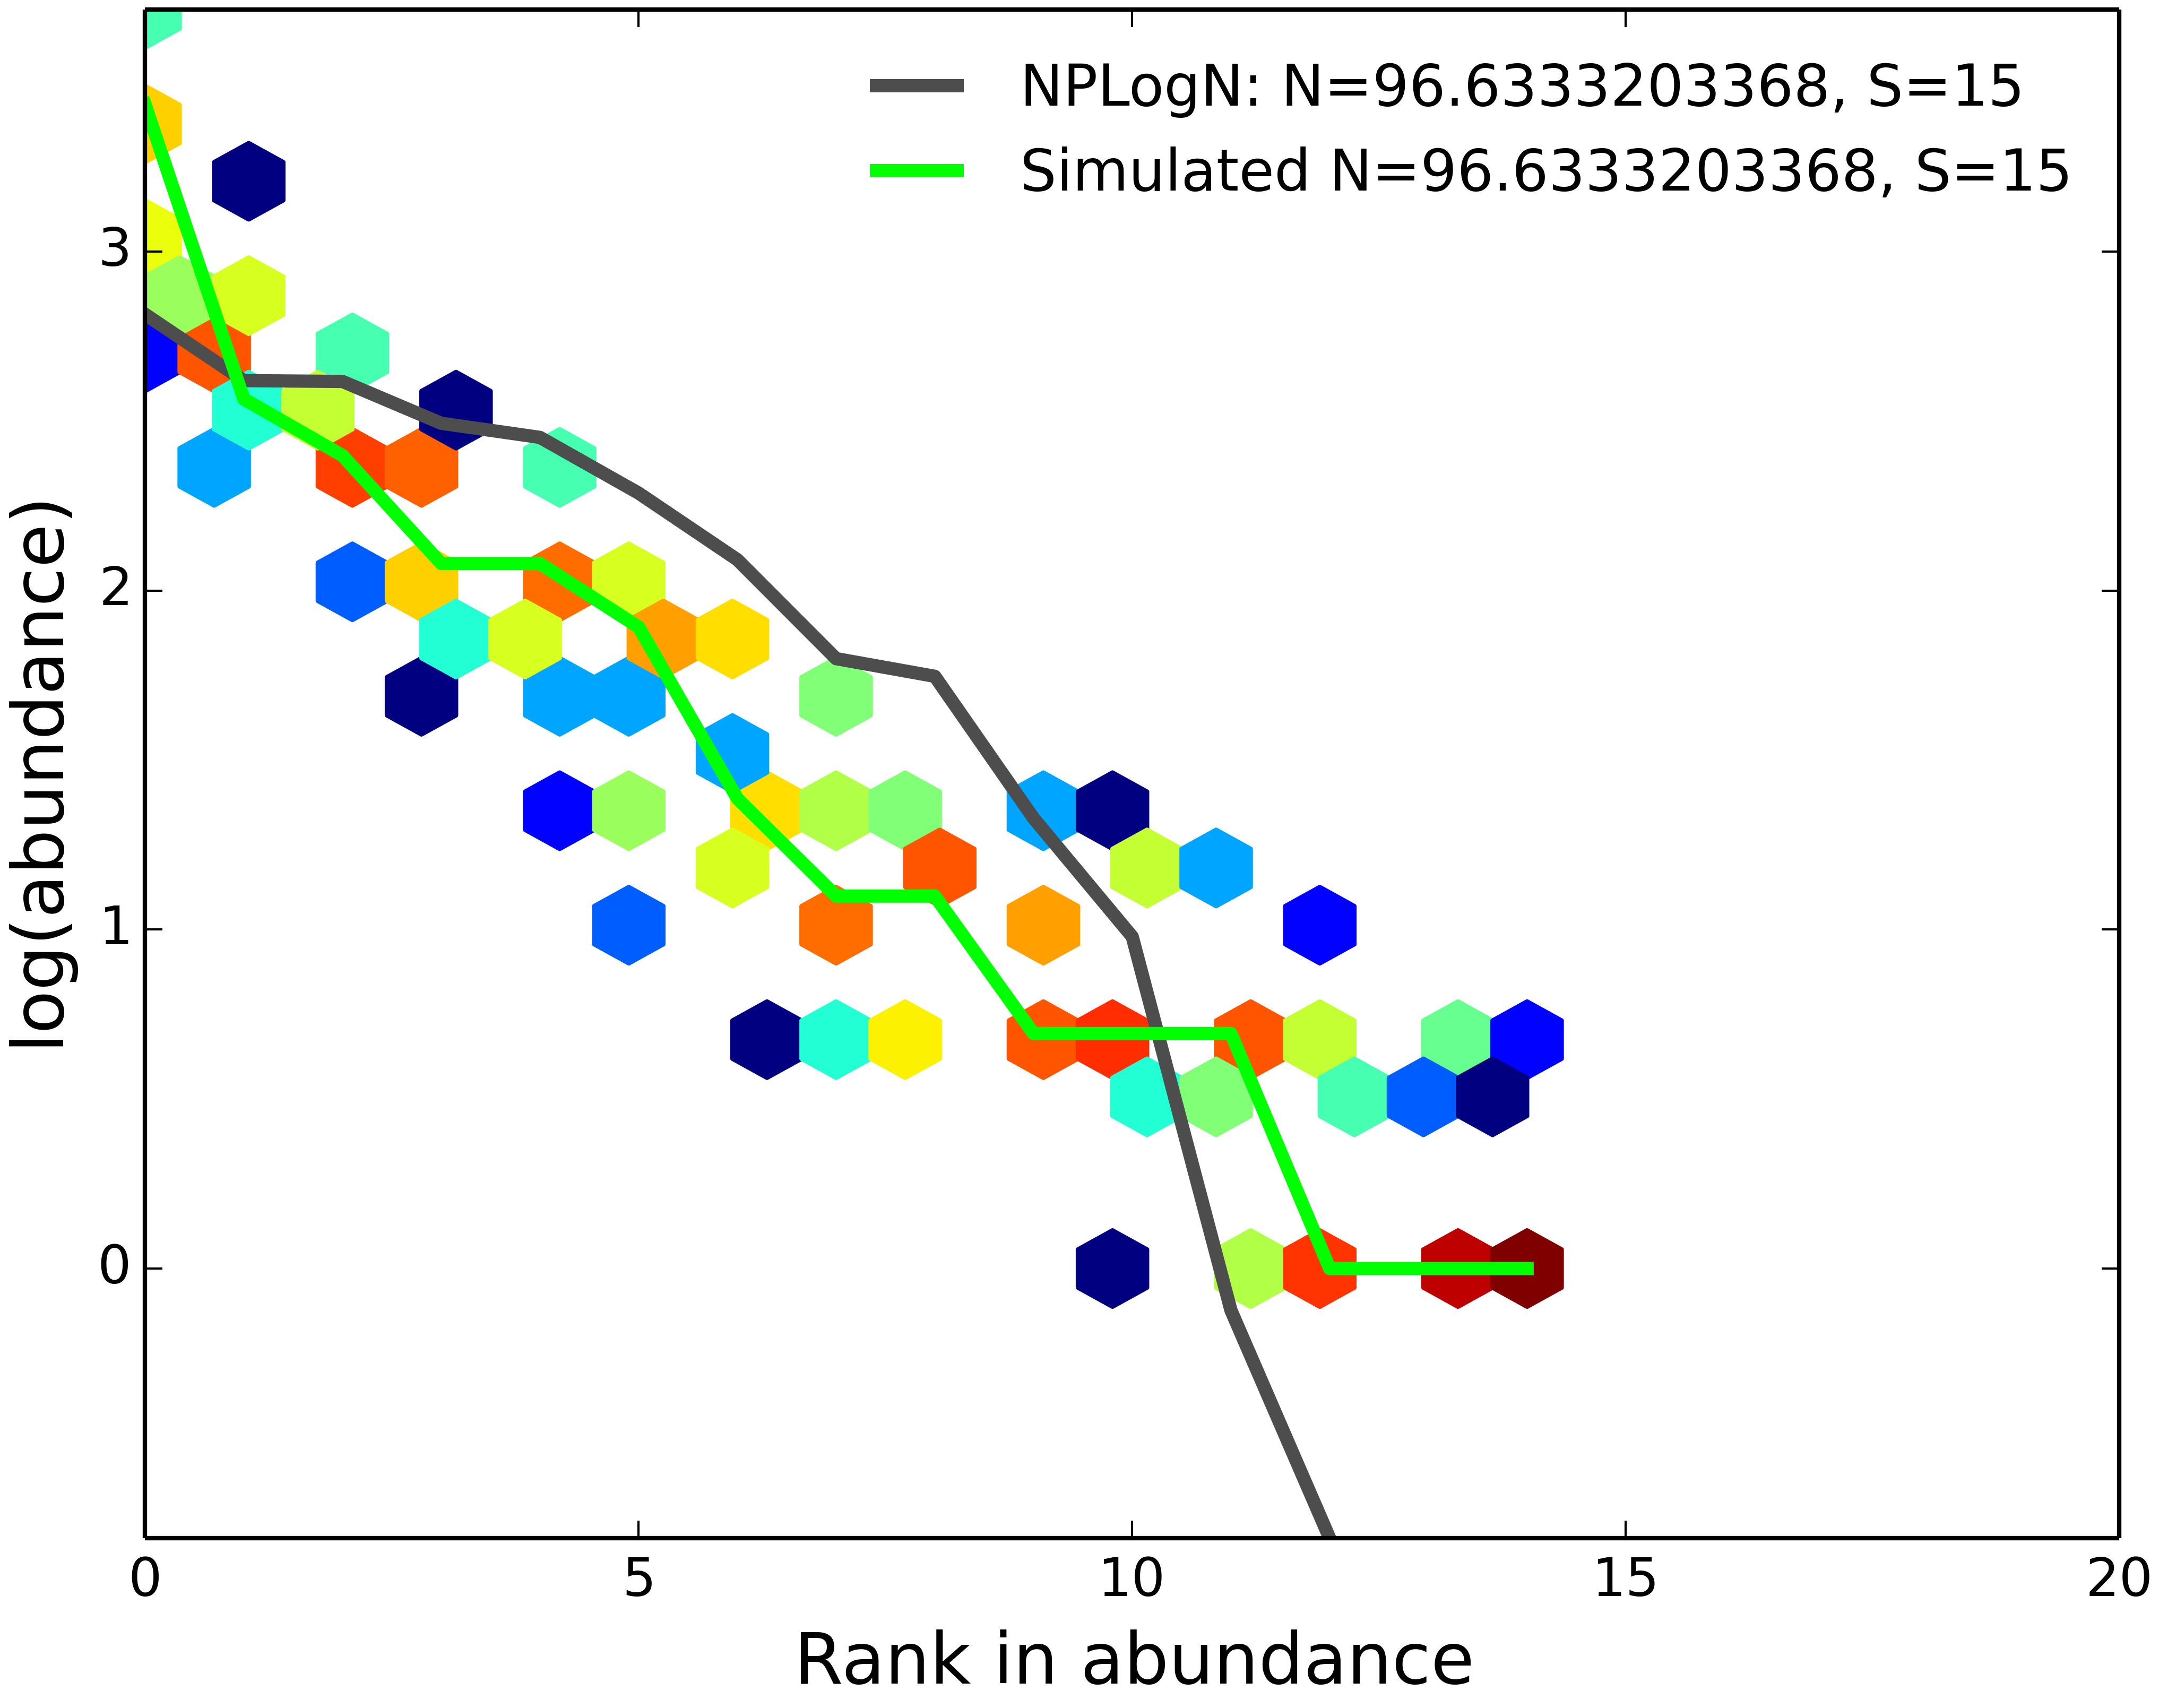 NPLogN: N=96.6333203368, S=15
Simulated N=96.6333203368, S=15
log(abundance)
3
2
1
0
0 5 10 15 20
Rank in abundance